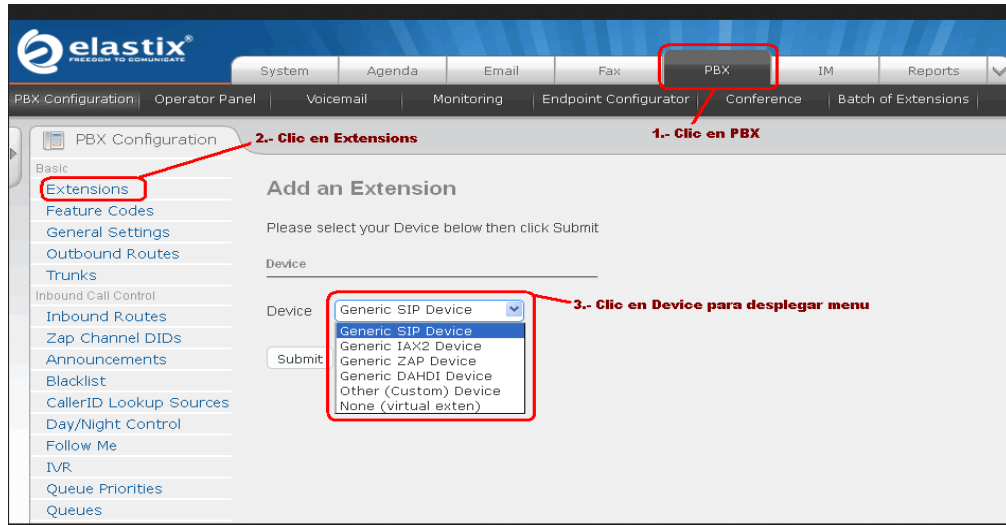 elastix®
FREEDOM TO COMUNICATE
System Agenda Email Fax PBX IM Reports
PBX Configuration Operator Panel Voicemail Monitoring Endpoint Configurator Conference Batch of Extensions
PBX Configuration
2.- Clic en Extensions
1.- Clic en PBX
Basic
Extensions
Feature Codes
General Settings
Outbound Routes
Trunks
Inbound Call Control
Inbound Routes
Zap Channel DIDs
Announcements
Blacklist
CallerID Lookup Sources
Day/Night Control
Follow Me
IVR
Queue Priorities
Queues
Add an Extension
Please select your Device below then click Submit
Device
Device Generic SIP Device
3.- Clic en Device para desplegar menu
Generic SIP Device
Generic IAX2 Device
Generic ZAP Device
Generic DAHDI Device
Other (Custom) Device
None (virtual exten)
Submit